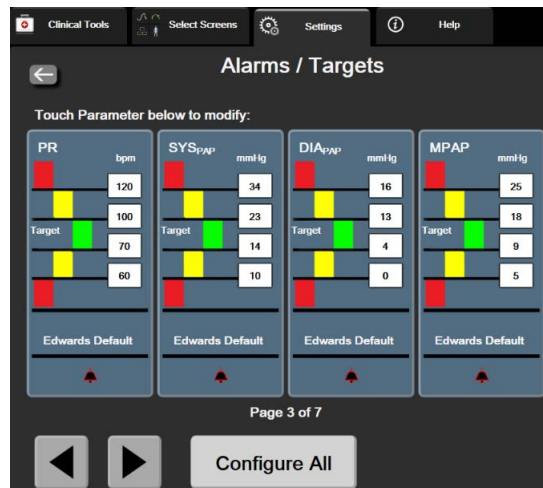 Clinical Tools Select Screens Settings Help
Alarms / Targets
Touch Parameter below to modify:
PR bpm
120
100
Target
70
60
Edwards Default
SYSPAP mmHg
34
23
Target
14
10
Edwards Default
DIAPAP mmHg
16
13
Target
4
0
Edwards Default
MPAP mmHg
25
18
Target
9
5
Edwards Default
Page 3 of 7
Configure All